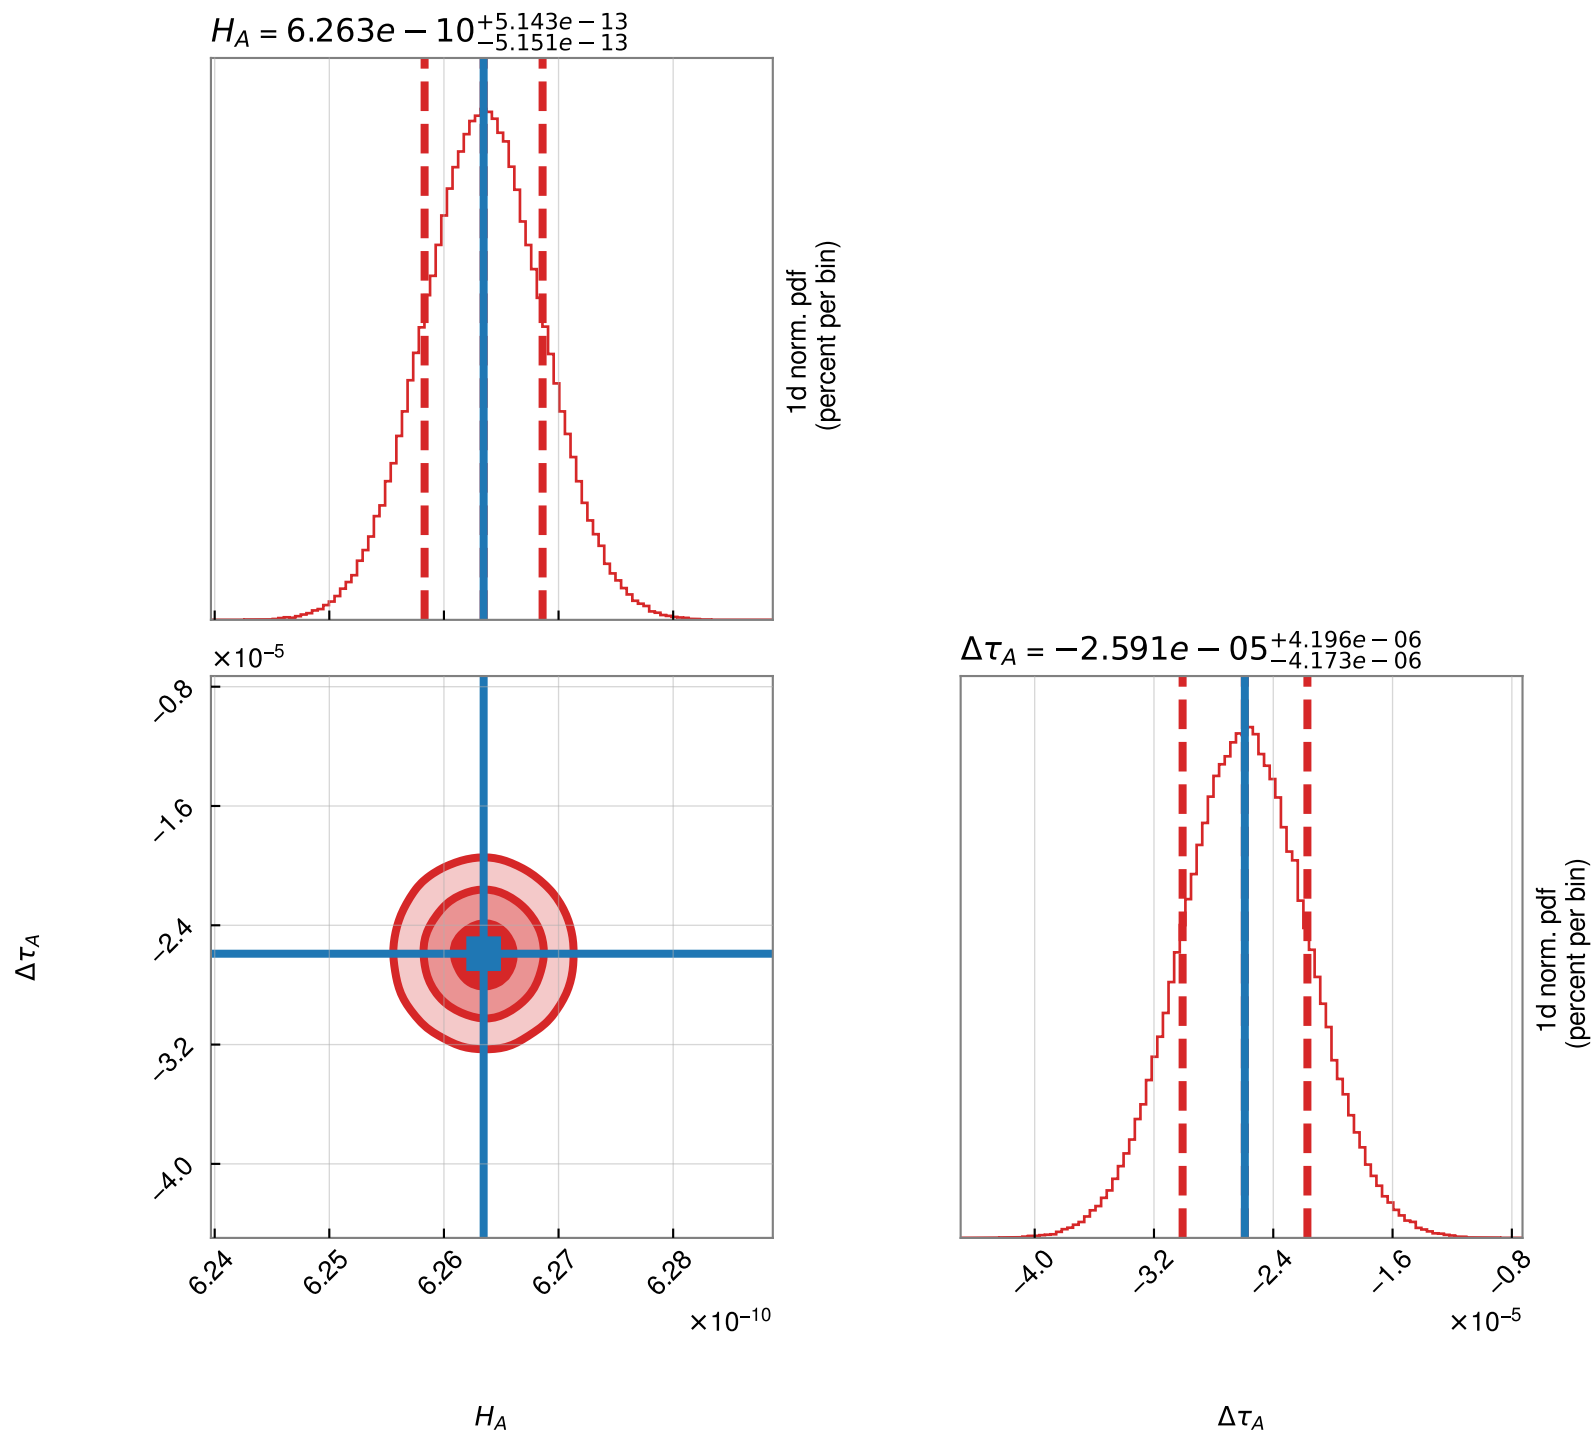 H_A = 6.263e − 10^{+5.143e − 13}_{−5.151e − 13}
1d norm. pdf
(percent per bin)
×10⁻⁵
−0.8
−1.6
−2.4
−3.2
−4.0
Δτ_A
6.24
6.25
6.26
6.27
6.28
×10⁻¹⁰
H_A
Δτ_A = −2.591e − 05^{+4.196e − 06}_{−4.173e − 06}
1d norm. pdf
(percent per bin)
−4.0
−3.2
−2.4
−1.6
−0.8
×10⁻⁵
Δτ_A